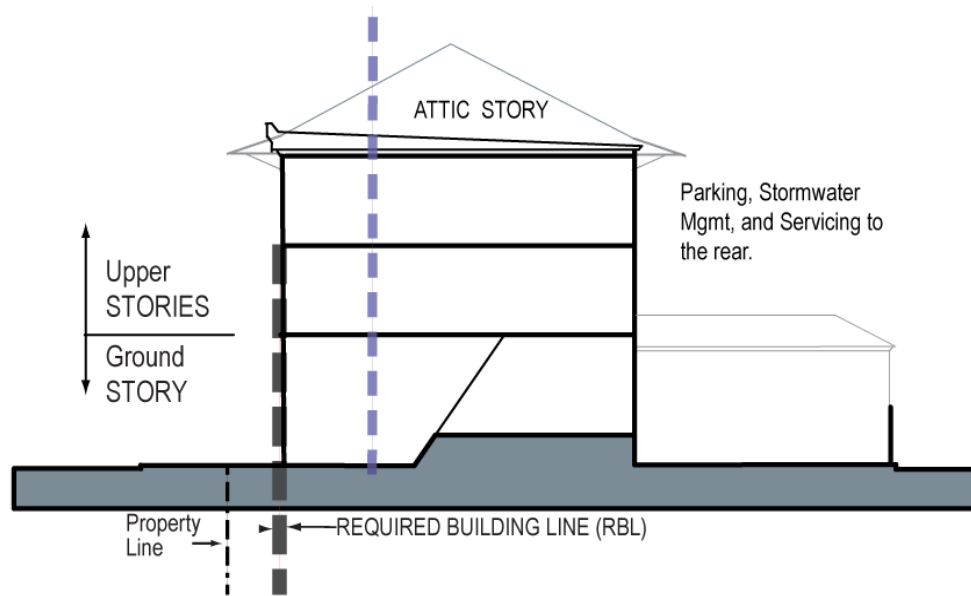 ATTIC STORY
Parking, Stormwater
Mgmt, and Servicing to
the rear.
Upper
STORIES
Ground
STORY
Property
Line
REQUIRED BUILDING LINE (RBL)